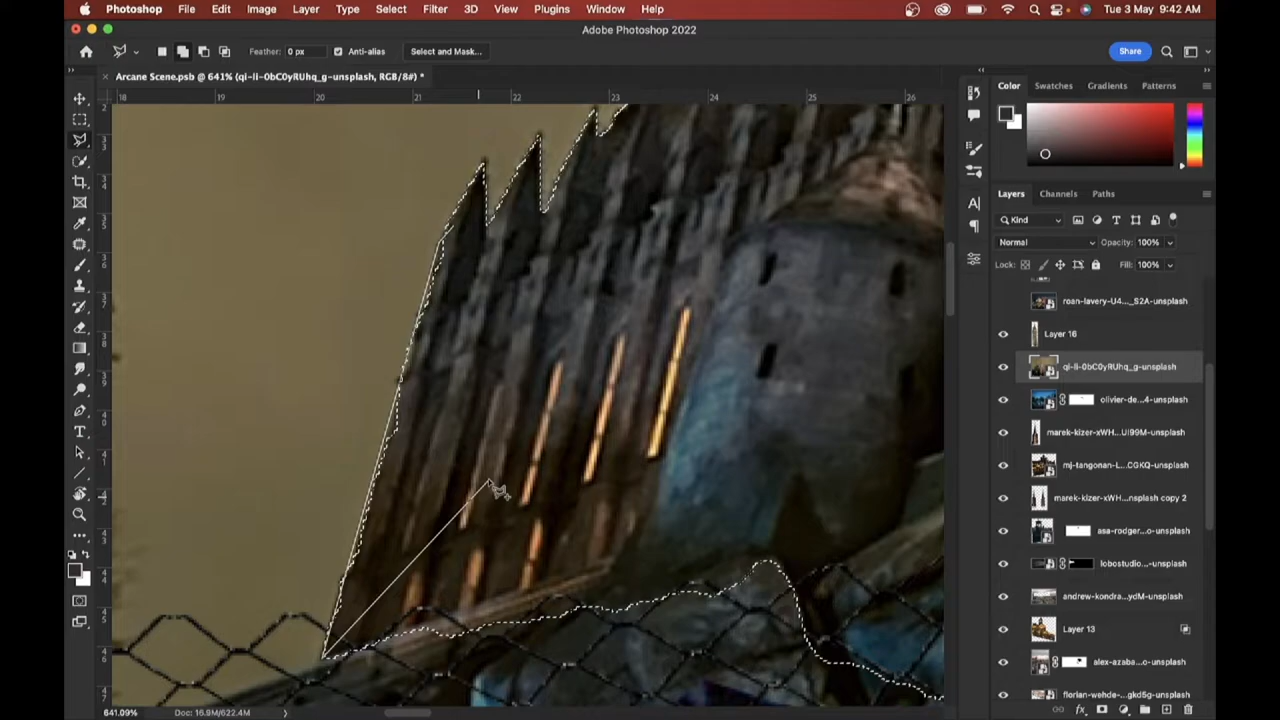 Photoshop File Edit Image Layer Type Select Filter 3D View Plugins Window Help Tue 3 May 9:42 AM
Adobe Photoshop 2022
Feather: 0 px Anti-alias Select and Mask... Share
Arcane Scene.psb @ 641% (qi-li-0bC0yRUhq_g-unsplash, RGB/8#) *
18 19 20 21 22 23 24 25 26
Color Swatches Gradients Patterns
Layers Channels Paths
Kind
Normal Opacity: 100%
Lock: Fill: 100%
roan-lavery-U4..._S2A-unsplash
Layer 16
qi-li-0bC0yRUhq_g-unsplash
olivier-de...4-unsplash
marek-kizer-xWH...UI99M-unsplash
mj-tangonan-L...CGKQ-unsplash
marek-kizer-xWH...nsplash copy 2
asa-rodger...-unsplash
lobostudio...-unsplash
andrew-kondra...ydM-unsplash
Layer 13
alex-azaba...o-unsplash
florian-wehde-...gkd5g-unsplash
641.09% Doc: 16.9M/622.4M